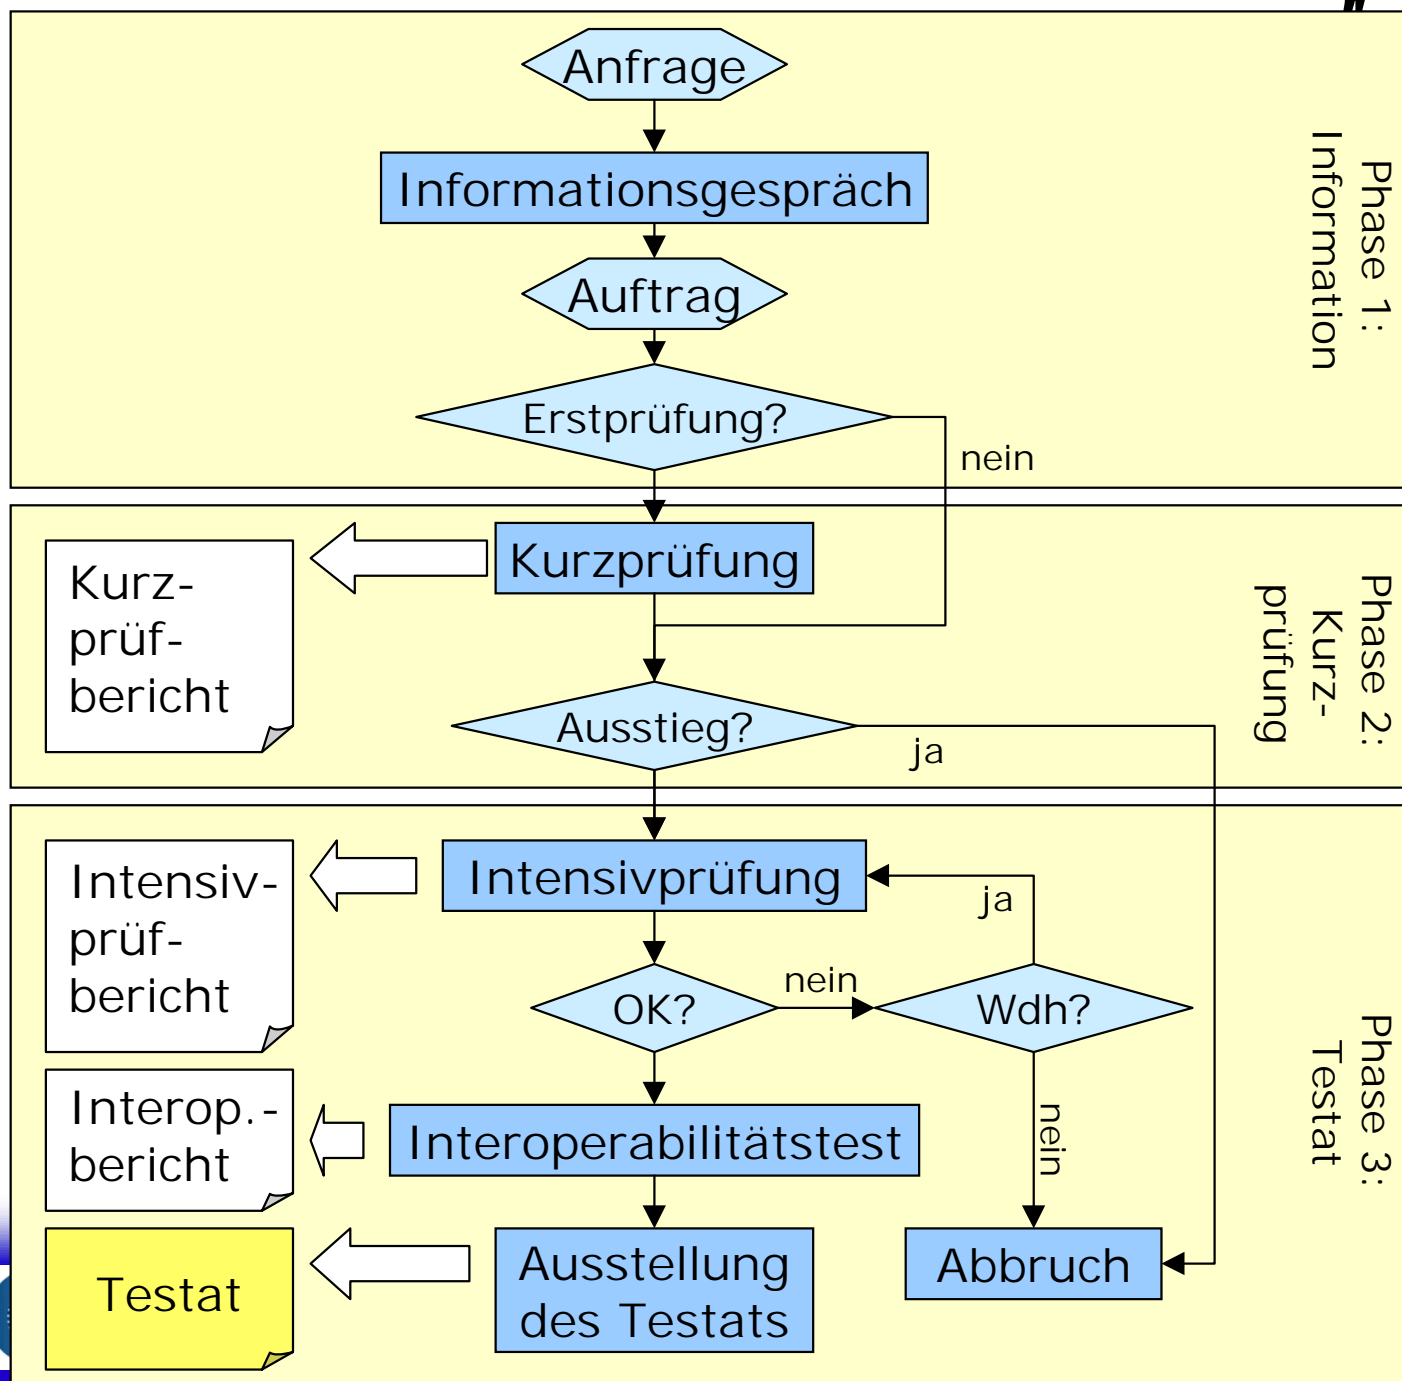 Anfrage
Informationsgespräch
Auftrag
Erstprüfung?
nein
Phase 1:
Information
Kurzprüfung
Kurz-
prüf-
bericht
Ausstieg?
ja
Phase 2:
Kurz-
prüfung
Intensivprüfung
Intensiv-
prüf-
bericht
ja
OK?
nein
Wdh?
nein
Interoperabilitätstest
Interop.-
bericht
Ausstellung
des Testats
Testat
Abbruch
Phase 3:
Testat